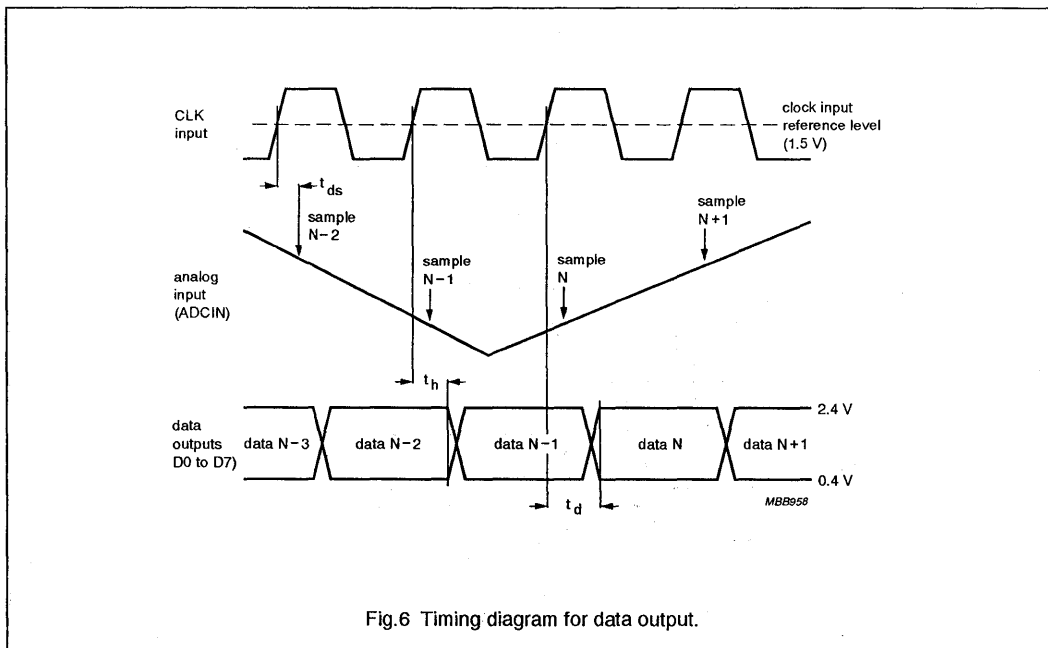 CLK
input
clock input
reference level
(1.5 V)
t ds
sample
N-2
sample
N+1
sample
N-1
sample
N
analog
input
(ADCIN)
t h
data
outputs
D0 to D7)
data N-3
data N-2
data N-1
data N
data N+1
2.4 V
0.4 V
t d
MBB958
Fig.6 Timing diagram for data output.